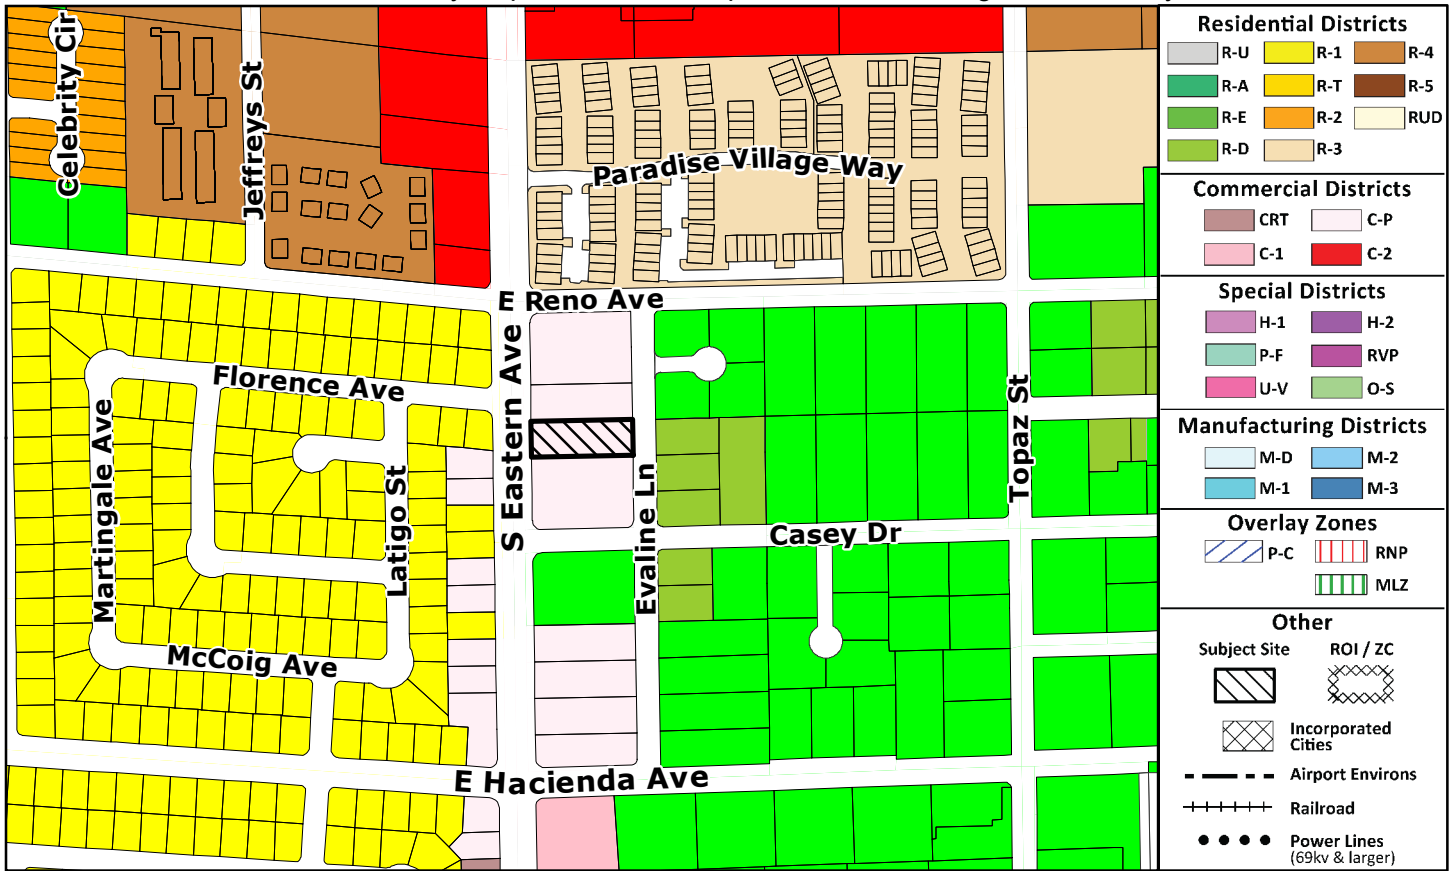 Celebrity Cir
Jeffreys St
Paradise Village Way
E Reno Ave
Florence Ave
S Eastern Ave
Martingale Ave
Latigo St
Evaline Ln
Topaz St
Casey Dr
McCoig Ave
E Hacienda Ave
Residential Districts
R-U R-1 R-4
R-A R-T R-5
R-E R-2 RUD
R-D R-3
Commercial Districts
CRT C-P
C-1 C-2
Special Districts
H-1 H-2
P-F RVP
U-V O-S
Manufacturing Districts
M-D M-2
M-1 M-3
Overlay Zones
P-C RNP
MLZ
Other
Subject Site ROI / ZC
Incorporated
Cities
Airport Environs
Railroad
Power Lines
(69kv & larger)